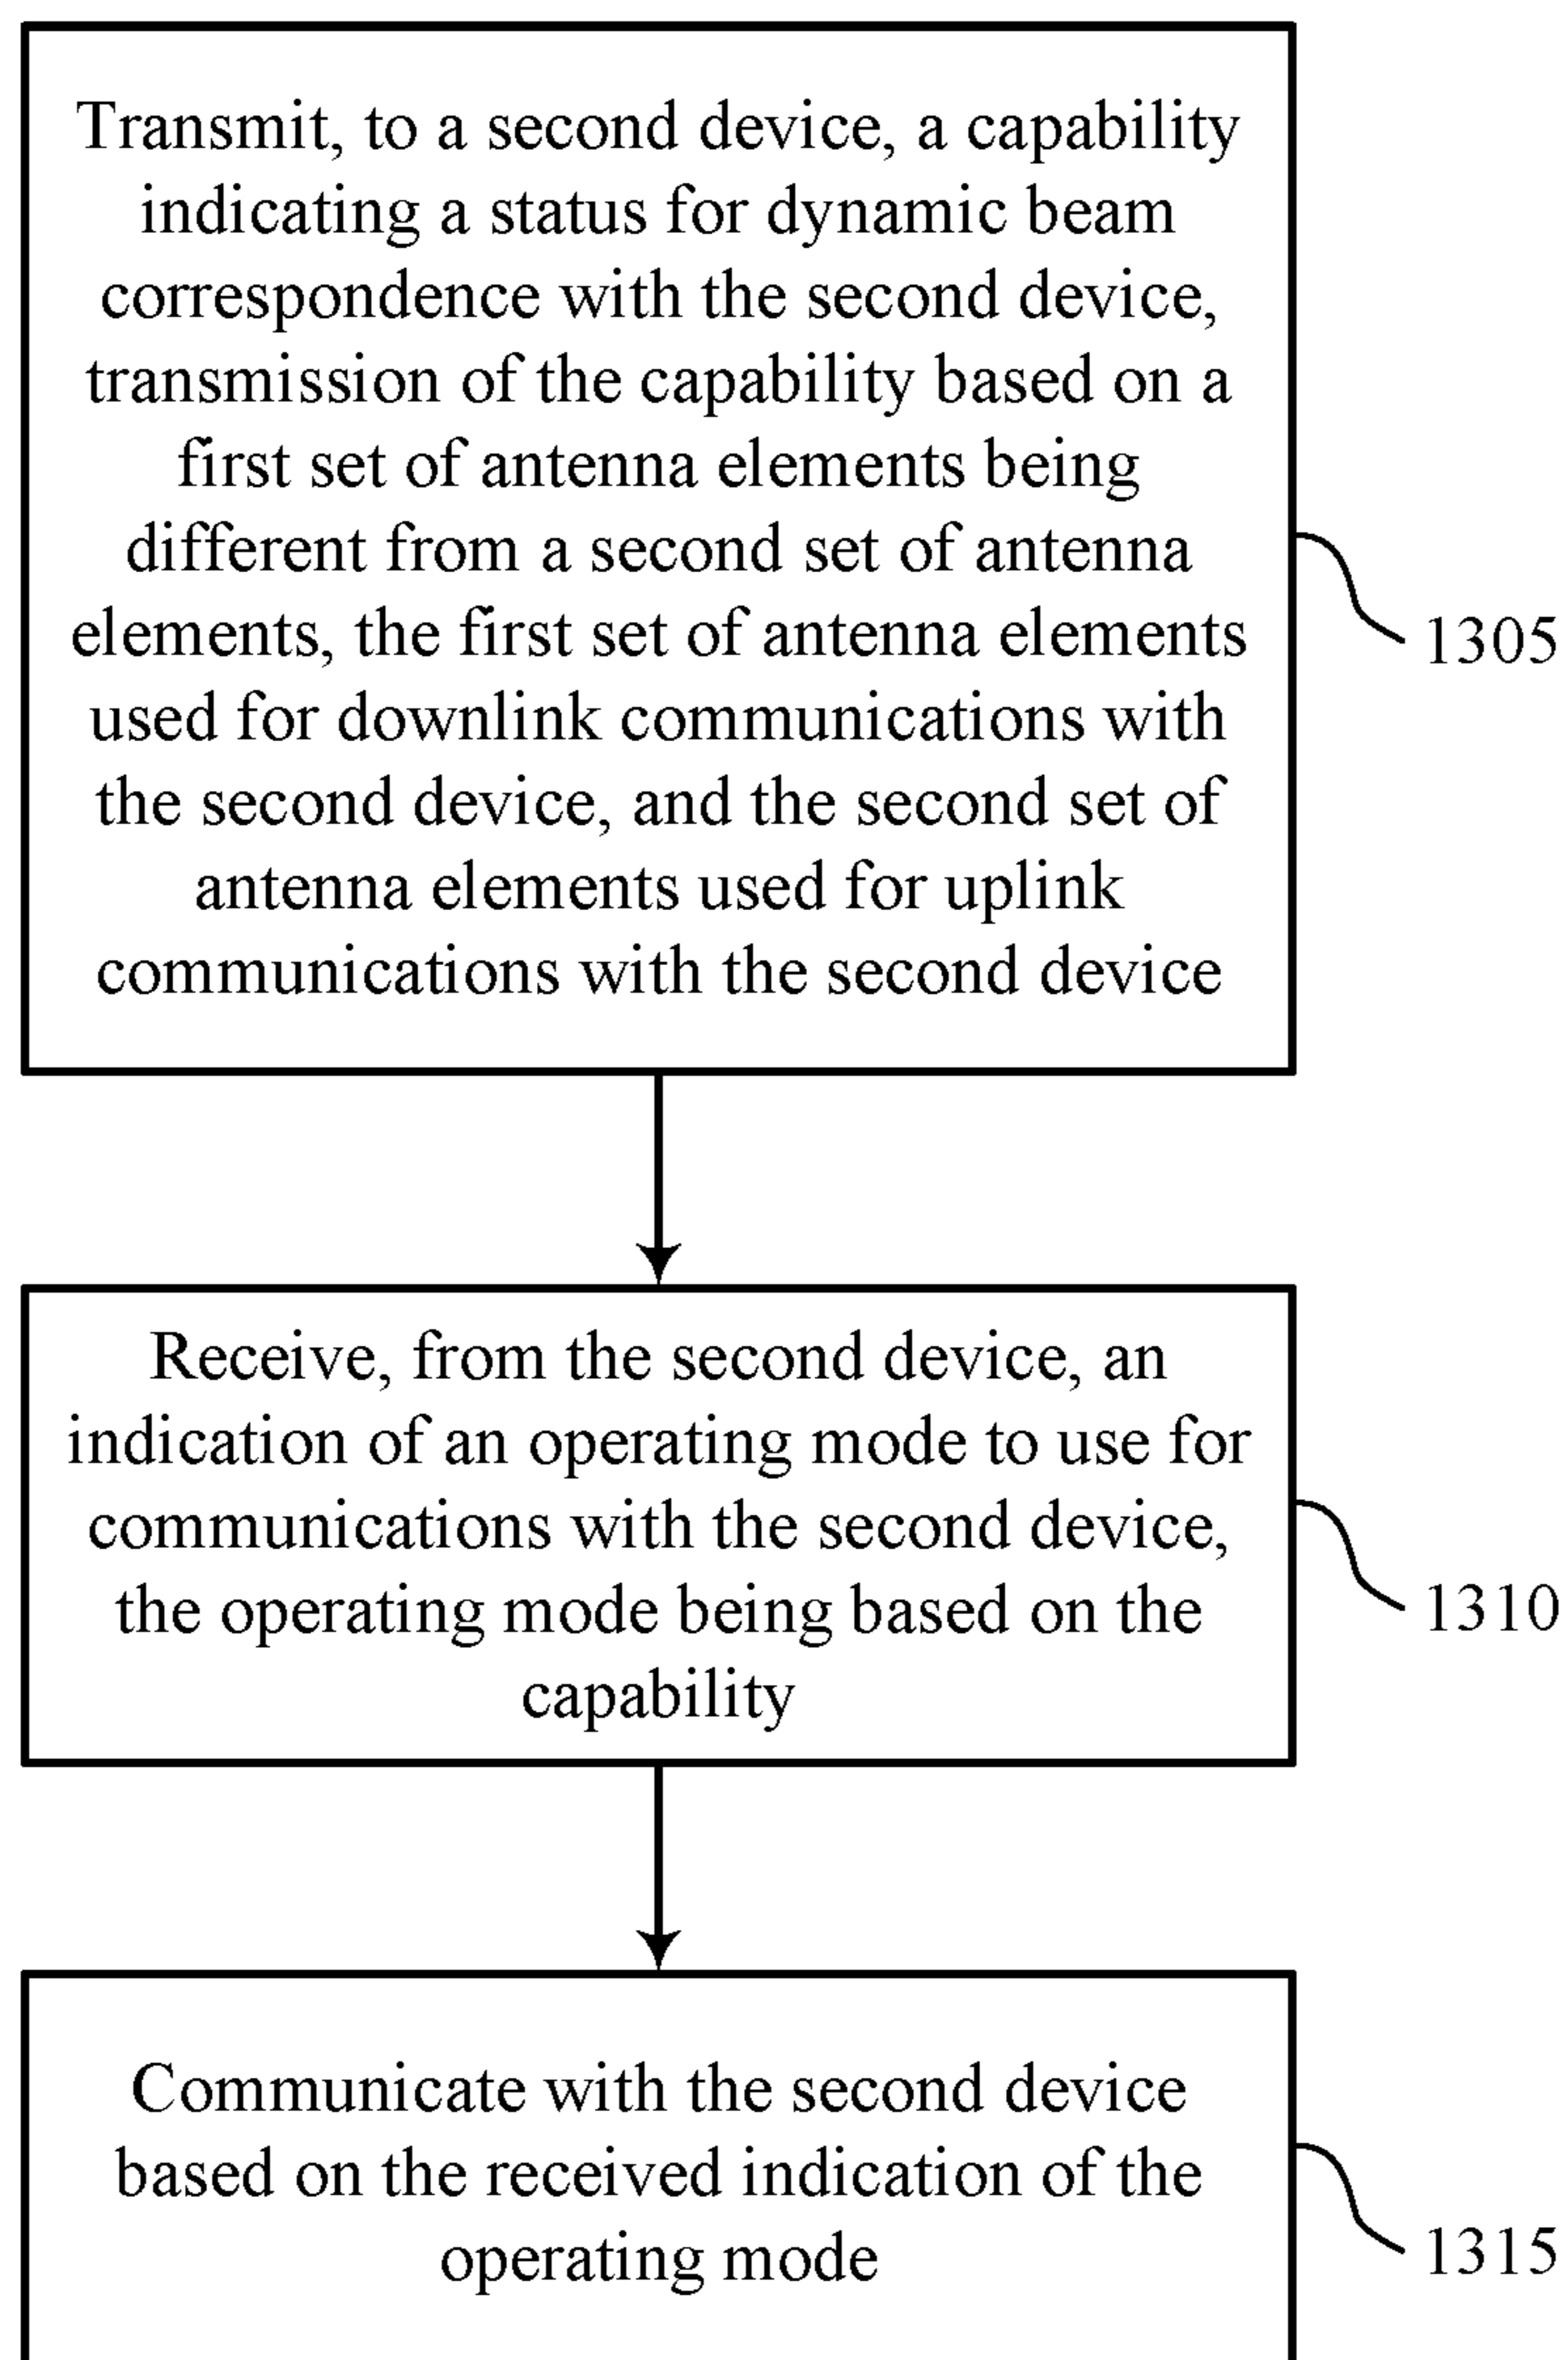 Transmit, to a second device, a capability
indicating a status for dynamic beam
correspondence with the second device,
transmission of the capability based on a
first set of antenna elements being
different from a second set of antenna
elements, the first set of antenna elements
used for downlink communications with
the second device, and the second set of
antenna elements used for uplink
communications with the second device
1305
Receive, from the second device, an
indication of an operating mode to use for
communications with the second device,
the operating mode being based on the
capability
1310
Communicate with the second device
based on the received indication of the
operating mode
1315